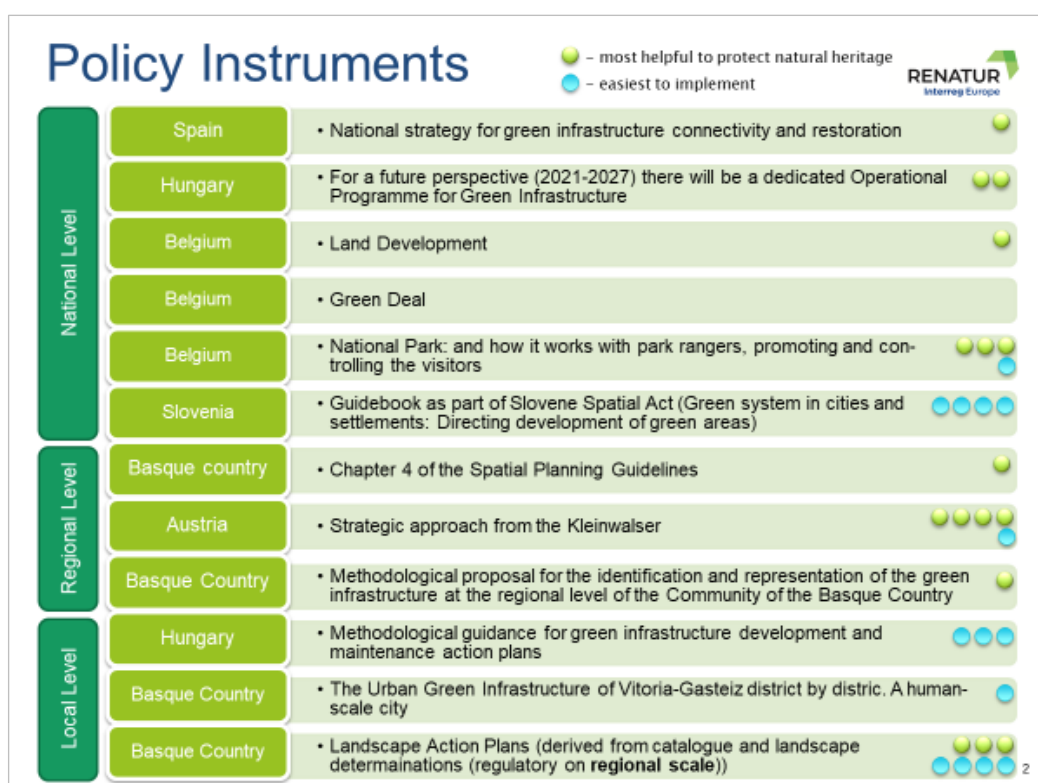 Policy Instruments
– most helpful to protect natural heritage
– easiest to implement
RENATUR
Interreg Europe
National Level
Spain
• National strategy for green infrastructure connectivity and restoration
Hungary
• For a future perspective (2021-2027) there will be a dedicated Operational
Programme for Green Infrastructure
Belgium
• Land Development
Belgium
• Green Deal
Belgium
• National Park: and how it works with park rangers, promoting and con-
trolling the visitors
Slovenia
• Guidebook as part of Slovene Spatial Act (Green system in cities and
settlements: Directing development of green areas)
Regional Level
Basque country
• Chapter 4 of the Spatial Planning Guidelines
Austria
• Strategic approach from the Kleinwalser
Basque Country
• Methodological proposal for the identification and representation of the green
infrastructure at the regional level of the Community of the Basque Country
Local Level
Hungary
• Methodological guidance for green infrastructure development and
maintenance action plans
Basque Country
• The Urban Green Infrastructure of Vitoria-Gasteiz district by distric. A human-
scale city
Basque Country
• Landscape Action Plans (derived from catalogue and landscape
determainations (regulatory on regional scale))
2